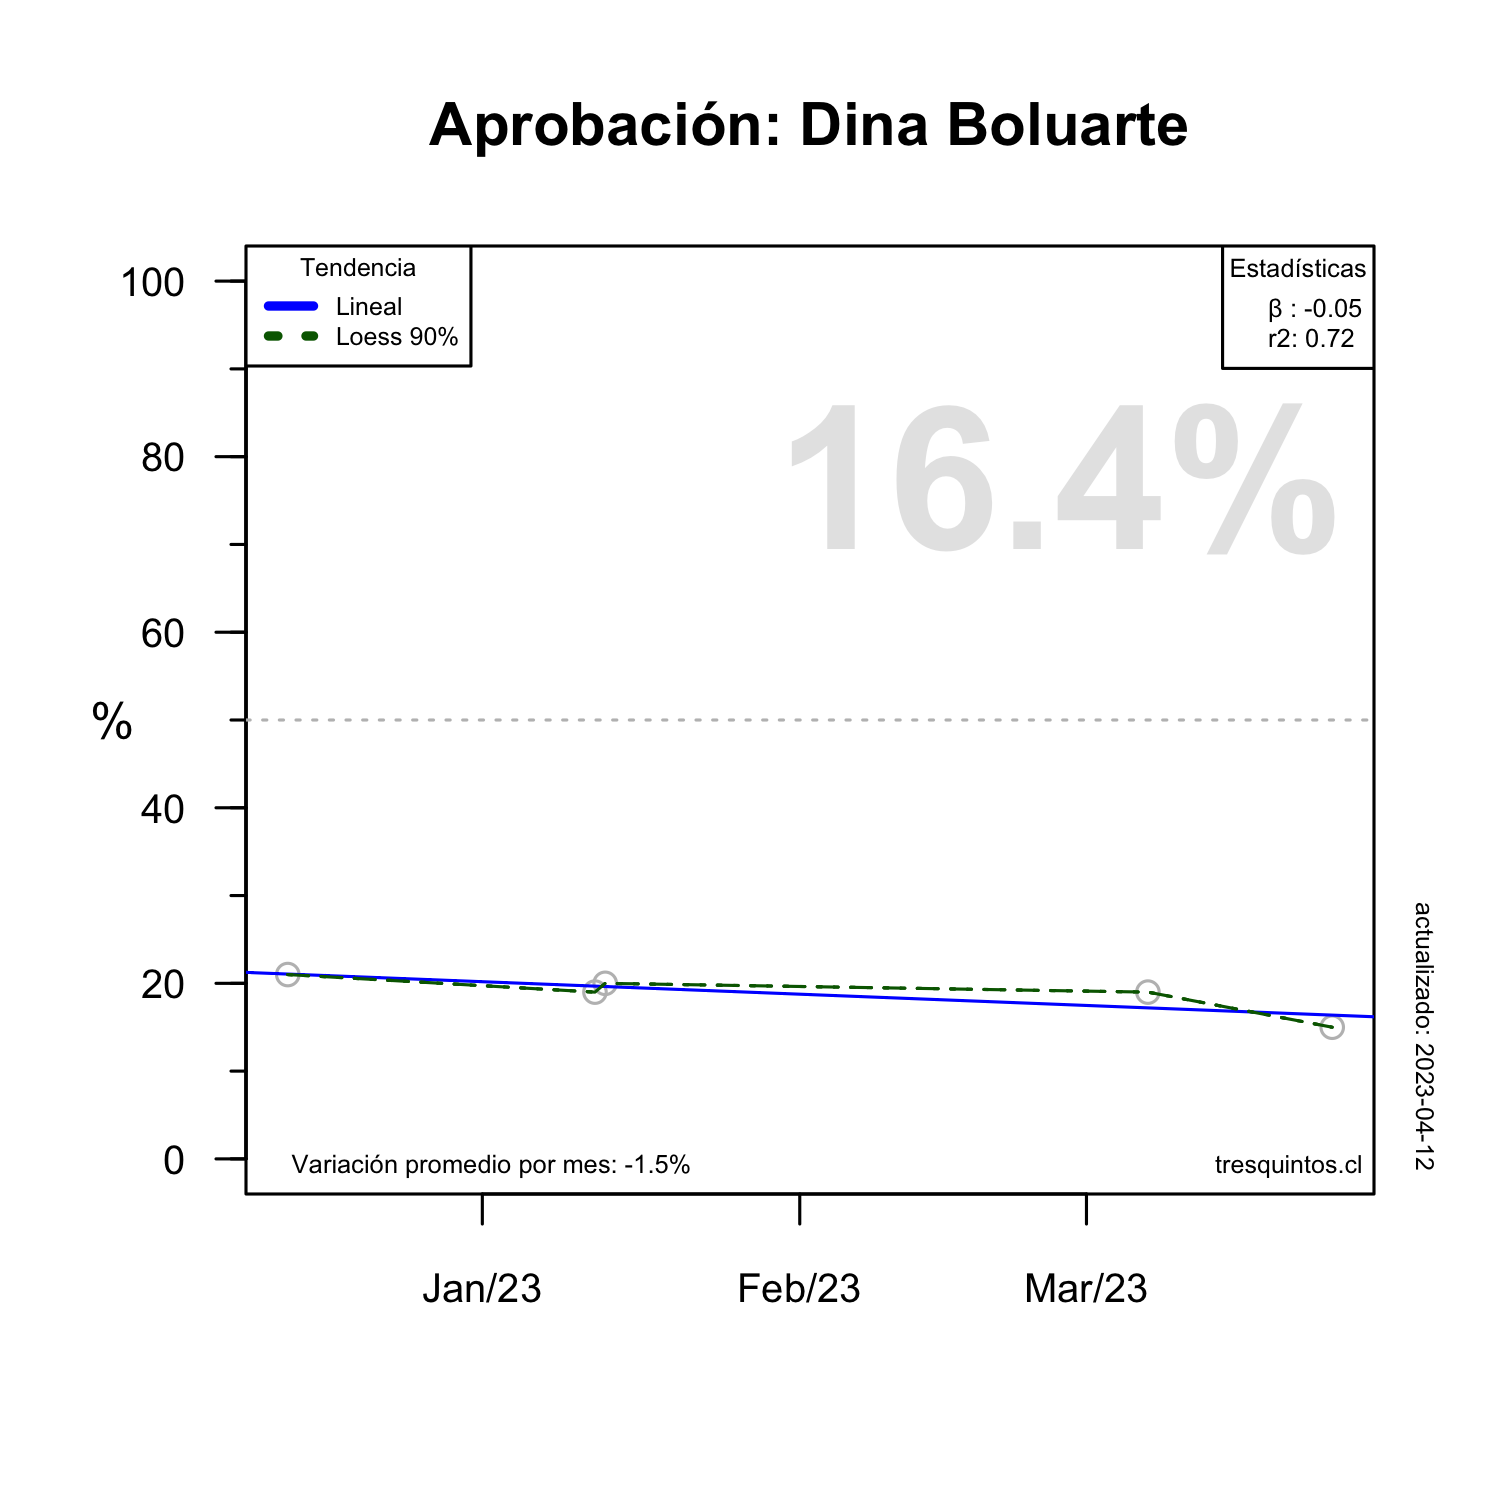 Aprobación: Dina Boluarte
Tendencia
Lineal
Loess 90%
Estadísticas
β : -0.05
r2: 0.72
16.4%
100
80
60
40
20
0
%
Variación promedio por mes: -1.5%
tresquintos.cl
actualizado: 2023-04-12
Jan/23
Feb/23
Mar/23